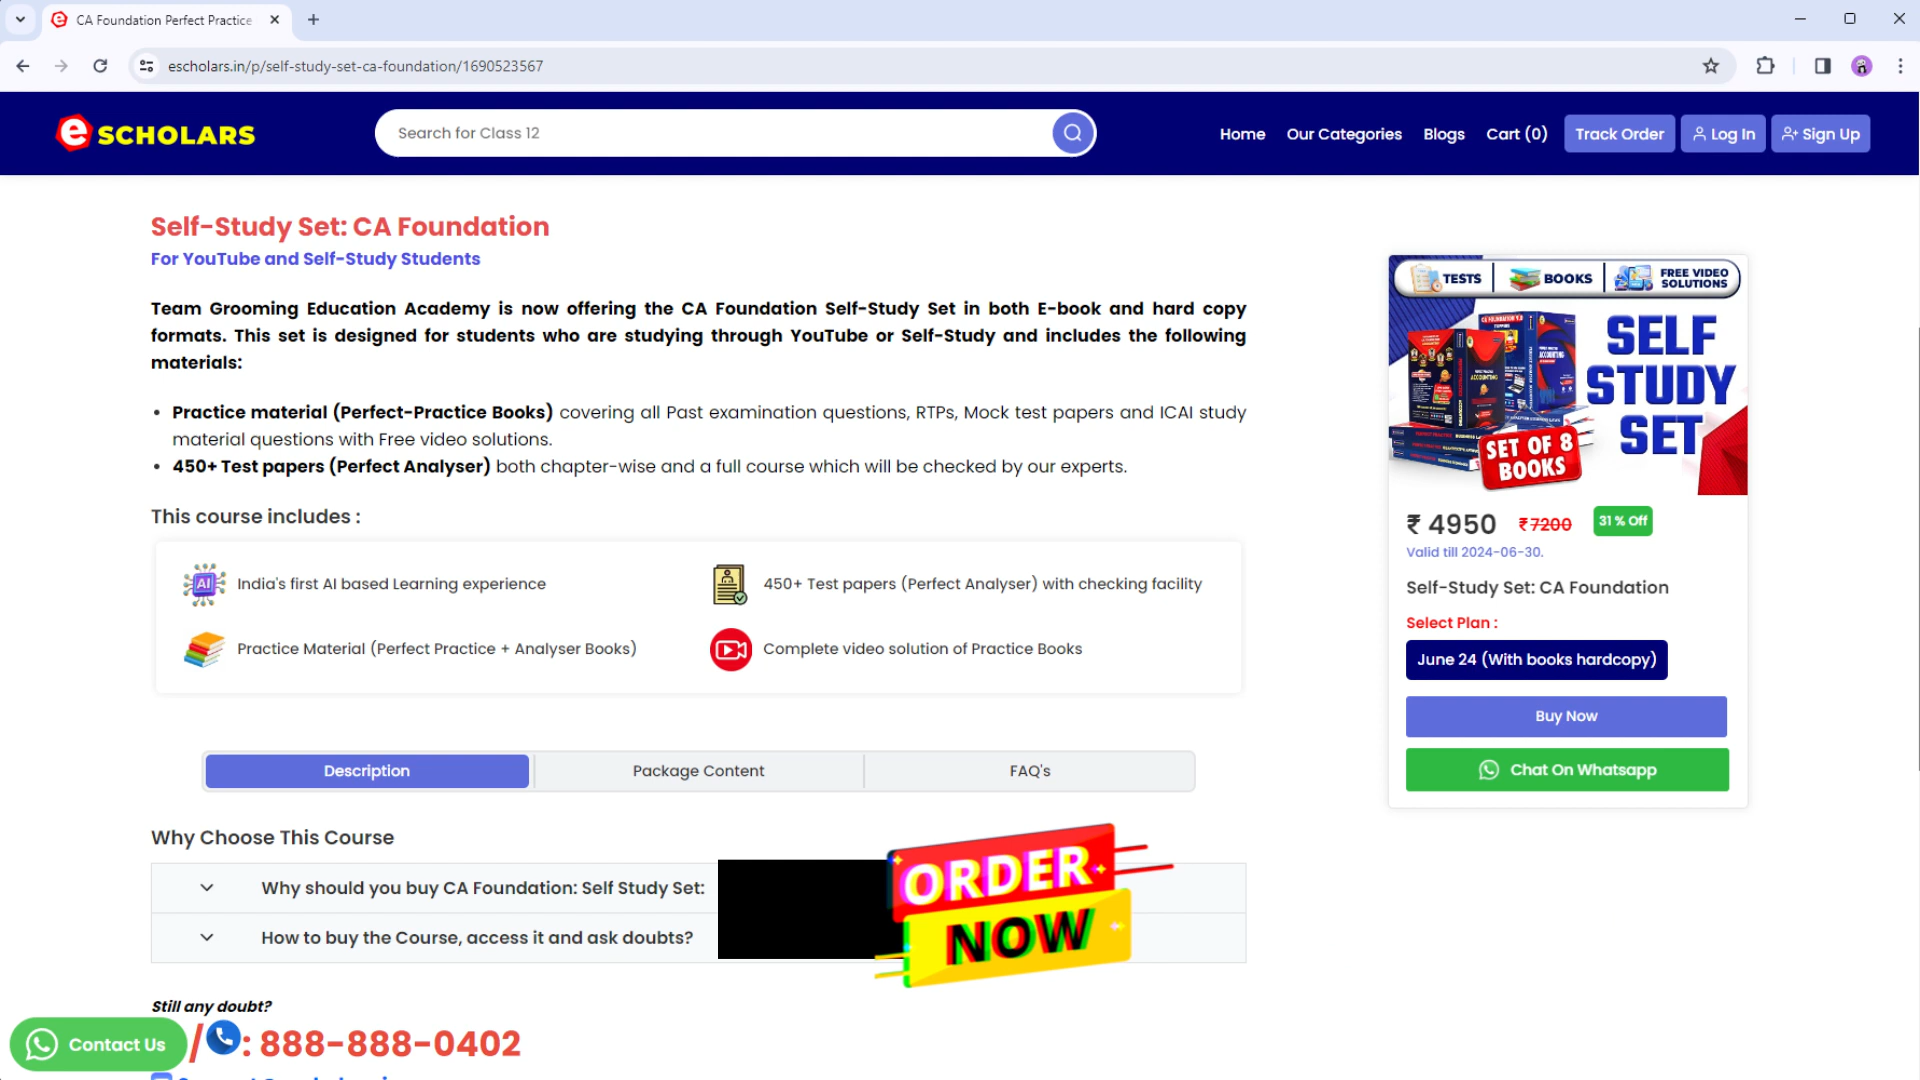 CA Foundation Perfect Practice
escholars.in/p/self-study-set-ca-foundation/1690523567
e SCHOLARS
Search for Class 12
Home
Our Categories
Blogs
Cart (0)
Track Order
Log In
Sign Up
Self-Study Set: CA Foundation
For YouTube and Self-Study Students
Team Grooming Education Academy is now offering the CA Foundation Self-Study Set in both E-book and hard copy
formats. This set is designed for students who are studying through YouTube or Self-Study and includes the following
materials:
• Practice material (Perfect-Practice Books) covering all Past examination questions, RTPs, Mock test papers and ICAI study
material questions with Free video solutions.
• 450+ Test papers (Perfect Analyser) both chapter-wise and a full course which will be checked by our experts.
This course includes :
AI
India's first AI based Learning experience
450+ Test papers (Perfect Analyser) with checking facility
Practice Material (Perfect Practice + Analyser Books)
Complete video solution of Practice Books
Description
Package Content
FAQ's
Why Choose This Course
Why should you buy CA Foundation: Self Study Set:
How to buy the Course, access it and ask doubts?
ORDER
NOW
Still any doubt?
Contact Us
/ : 888-888-0402
TESTS
BOOKS
FREE VIDEO
SOLUTIONS
SELF
STUDY
SET
ACCOUNTING
SET OF 8
BOOKS
₹ 4950 ₹7200 31 % Off
Valid till 2024-06-30.
Self-Study Set: CA Foundation
Select Plan :
June 24 (With books hardcopy)
Buy Now
Chat On Whatsapp